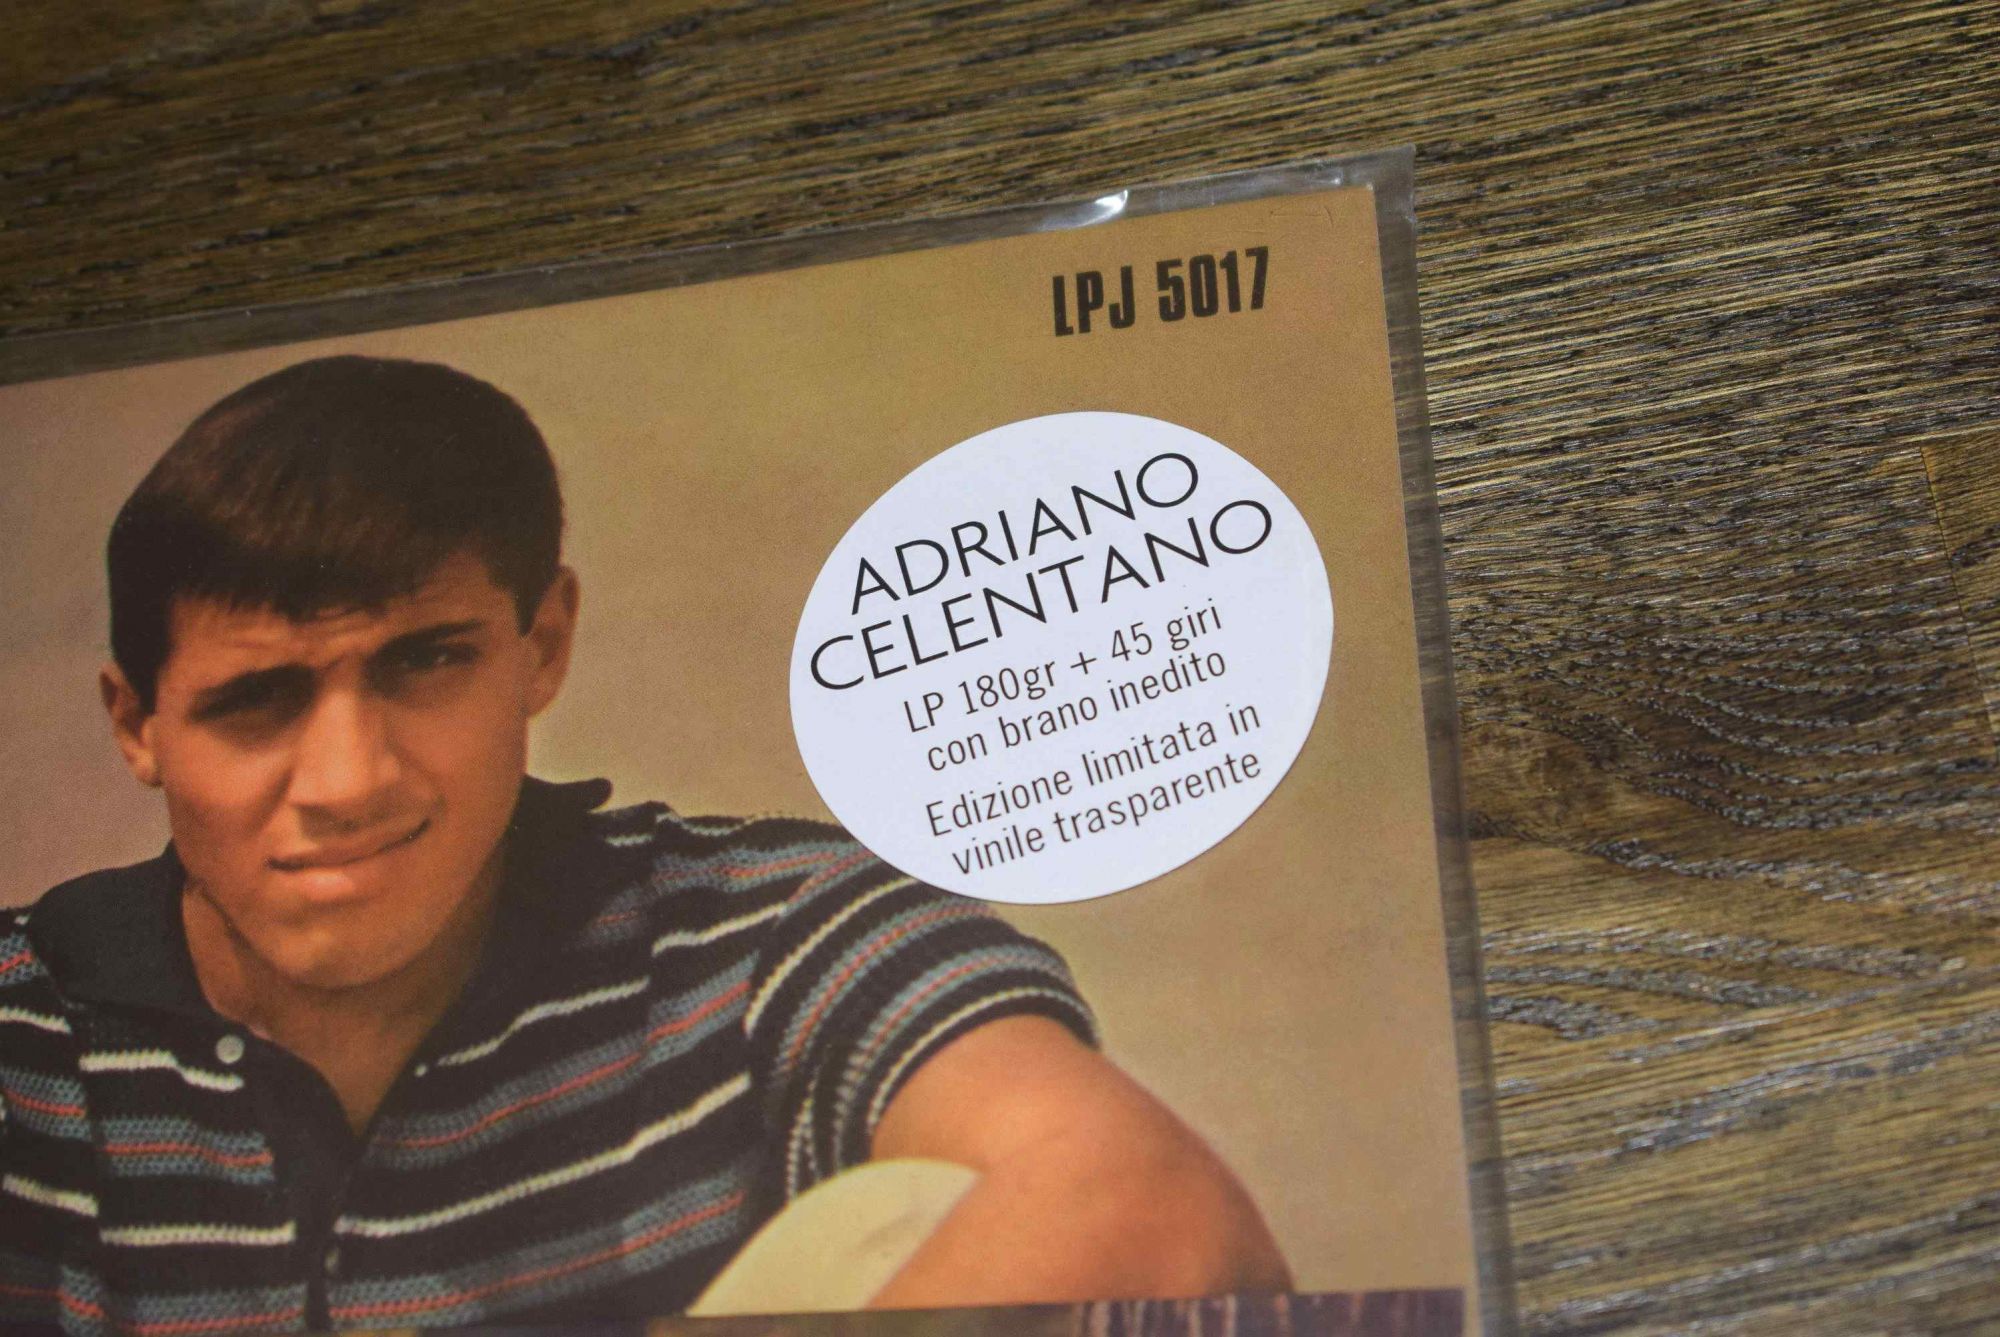 LPJ 5017
ADRIANO
CELENTANO
LP 180gr + 45 giri
con brano inedito
Edizione limitata in
vinile trasparente